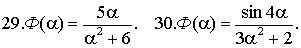 29.Φ(α) = 5α / (α² + 6). 30.Φ(α) = sin 4α / (3α² + 2).